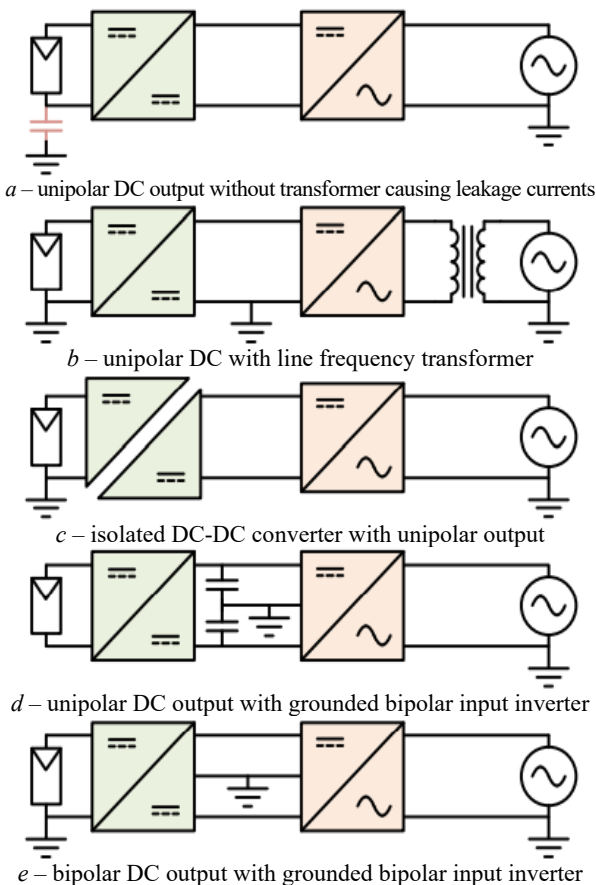 a – unipolar DC output without transformer causing leakage currents
b – unipolar DC with line frequency transformer
c – isolated DC-DC converter with unipolar output
d – unipolar DC output with grounded bipolar input inverter
e – bipolar DC output with grounded bipolar input inverter